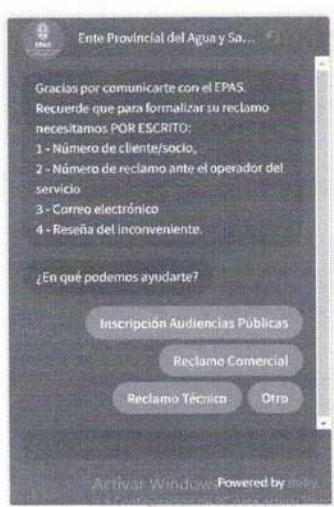 EPAS
Ente Provincial del Agua y Sa...
Gracias por comunicarte con el EPAS.
Recuerde que para formalizar su reclamo
necesitamos POR ESCRITO:
1 - Número de cliente/socio,
2 - Número de reclamo ante el operador del
servicio
3 - Correo electrónico
4 - Reseña del inconveniente.
¿En qué podemos ayudarte?
Inscripción Audiencias Públicas
Reclamo Comercial
Reclamo Técnico
Otro
Activar Windows
Powered by